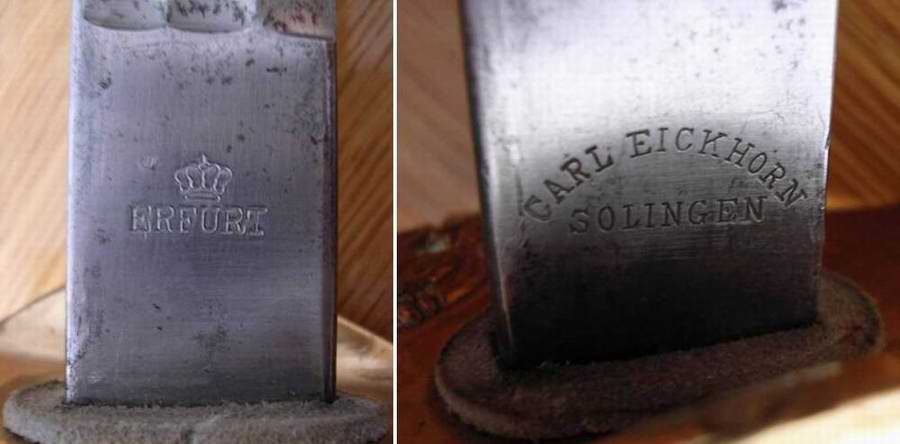 ERFURT
CARL EICKHORN
SOLINGEN